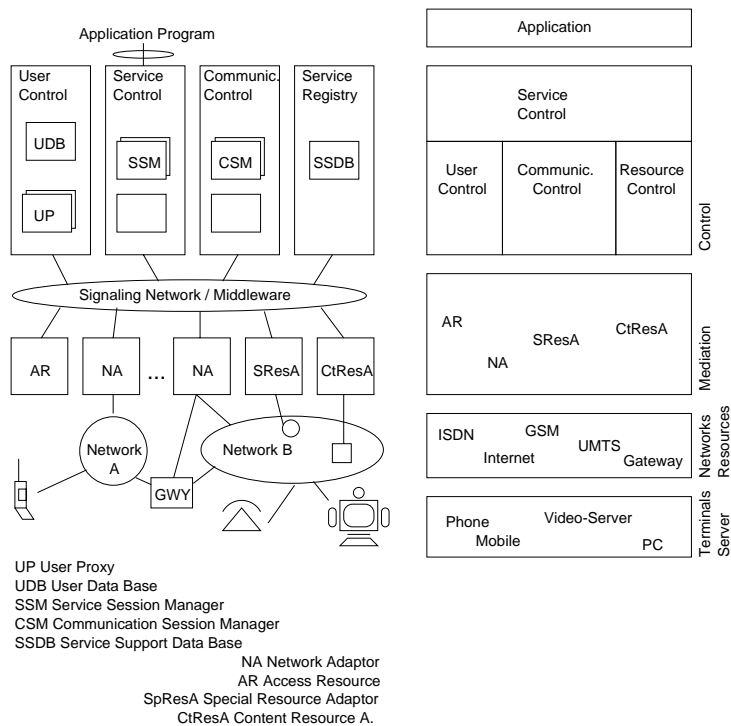 Application Program
User Control
UDB
UP
Service Control
SSM
Communic. Control
CSM
Service Registry
SSDB
Signaling Network / Middleware
AR
NA
...
NA
SResA
CtResA
Network A
Network B
GWY
UP User Proxy
UDB User Data Base
SSM Service Session Manager
CSM Communication Session Manager
SSDB Service Support Data Base
NA Network Adaptor
AR Access Resource
SpResA Special Resource Adaptor
CtResA Content Resource A.
Application
Service Control
User Control
Communic. Control
Resource Control
Control
AR
NA
SResA
CtResA
Mediation
ISDN
GSM
Internet
UMTS
Gateway
Networks
Resources
Phone
Video-Server
Mobile
PC
Terminals
Server